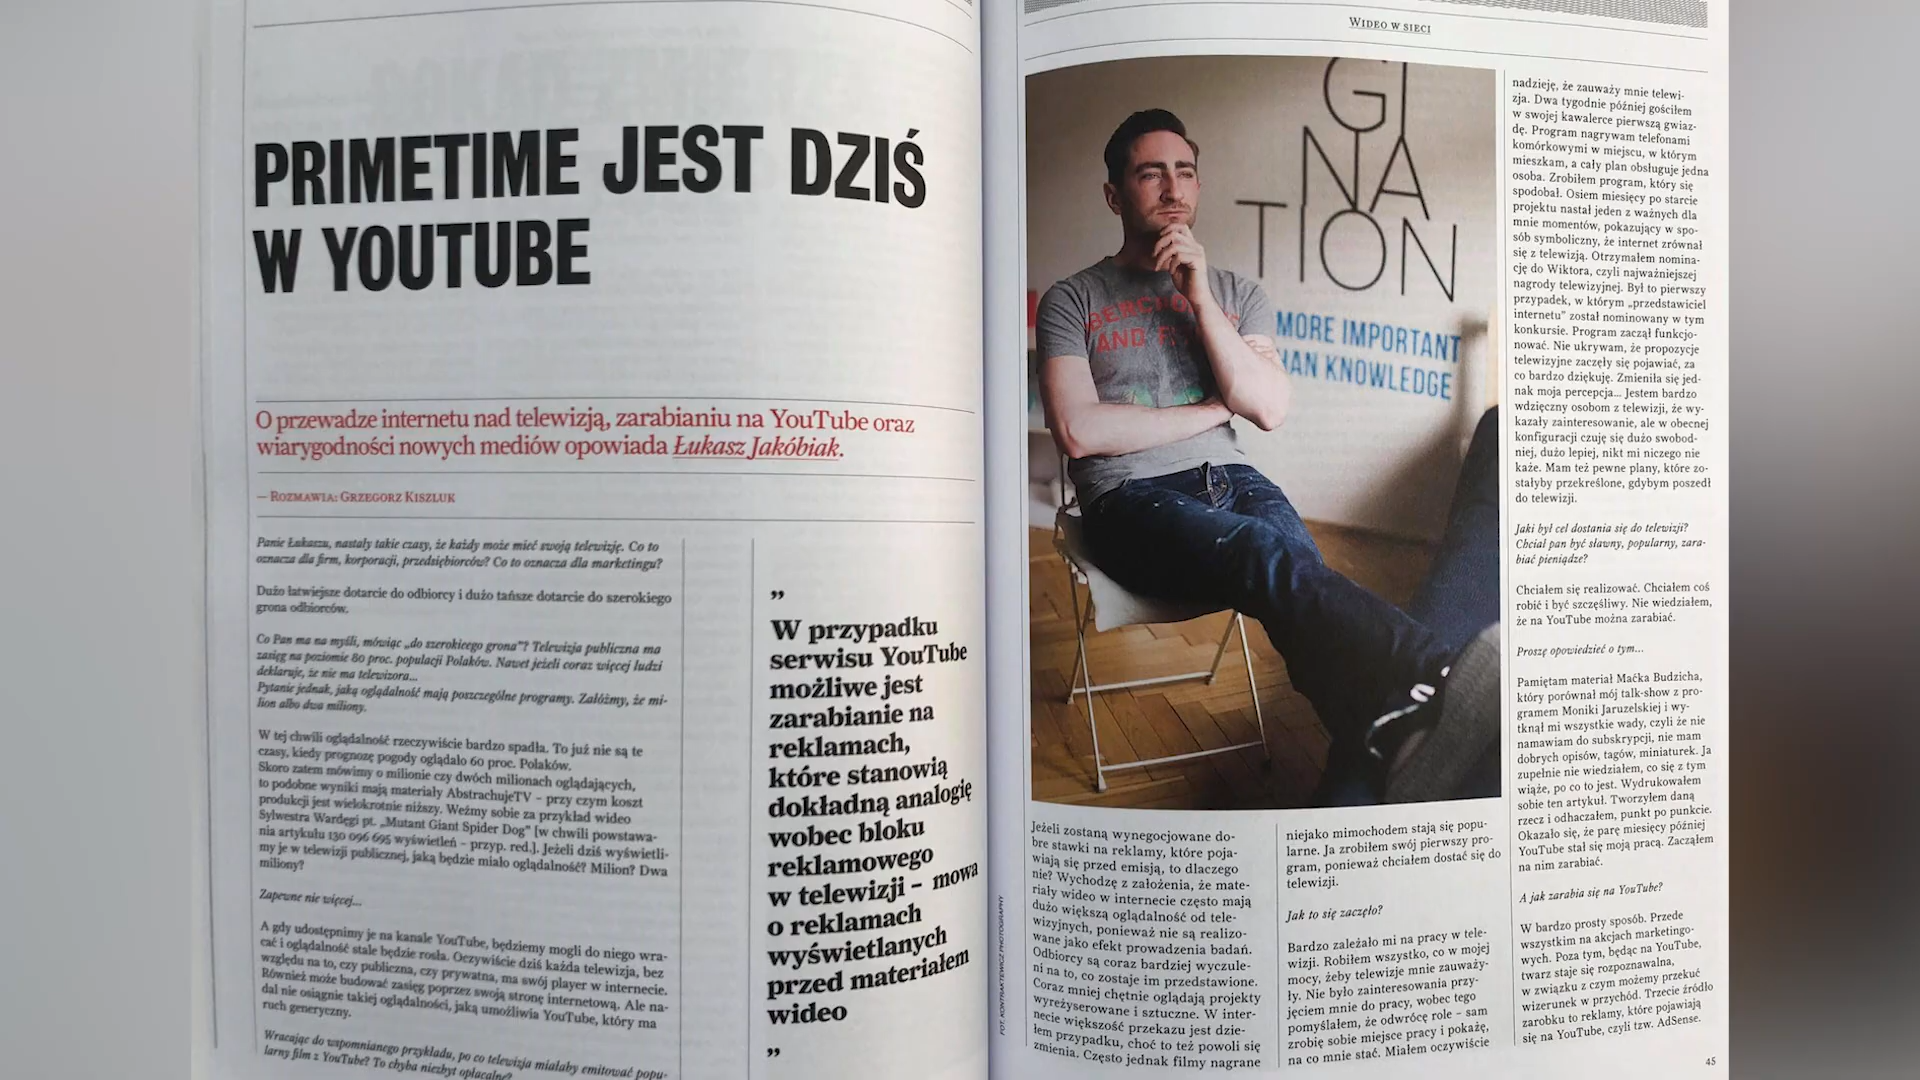 PRIMETIME JEST DZIŚ
W YOUTUBE
O przewadze internetu nad telewizją, zarabianiu na YouTube oraz
wiarygodności nowych mediów opowiada Łukasz Jakóbiak.
— ROZMAWIA: GRZEGORZ KISZLUK
Panie Łukaszu, nastały takie czasy, że każdy może mieć swoją telewizję. Co to
oznacza dla firm, korporacji, przedsiębiorców? Co to oznacza dla marketingu?
Dużo łatwiejsze dotarcie do odbiorcy i dużo tańsze dotarcie do szerokiego
grona odbiorców.
Co Pan ma na myśli, mówiąc „do szerokiego grona”? Telewizja publiczna ma
zasięg na poziomie 80 proc. populacji Polaków. Nawet jeżeli coraz więcej ludzi
deklaruje, że nie ma telewizora...
Pytanie jednak, jaką oglądalność mają poszczególne programy. Załóżmy, że mi-
lion albo dwa miliony.
W tej chwili oglądalność rzeczywiście bardzo spadła. To już nie są te
czasy, kiedy prognozę pogody oglądało 60 proc. Polaków.
Skoro zatem mówimy o milionie czy dwóch milionach oglądających,
to podobne wyniki mają materiały AbstrachujeTV – przy czym koszt
produkcji jest wielokrotnie niższy. Weźmy sobie za przykład wideo
Sylwestra Wardęgi pt. „Mutant Giant Spider Dog” [w chwili powstawa-
nia artykułu 130 096 695 wyświetleń – przyp. red.]. Jeżeli dziś wyświetli-
my je w telewizji publicznej, jaką będzie miało oglądalność? Milion? Dwa
miliony?
Zapewne nie więcej...
A gdy udostępnimy je na kanale YouTube, będziemy mogli do niego wra-
cać i oglądalność stale będzie rosła. Oczywiście dziś każda telewizja, bez
względu na to, czy publiczna, czy prywatna, ma swój player w internecie.
Również może budować zasięg poprzez swoją stronę internetową. Ale na-
dal nie osiągnie takiej oglądalności, jaką umożliwia YouTube, który ma
ruch generyczny.
Wracając do wspomnianego przykładu, po co telewizja miałaby emitować popu-
larny film z YouTube? To chyba niezbyt opłacalne?
”
W przypadku
serwisu YouTube
możliwe jest
zarabianie na
reklamach,
które stanowią
dokładną analogię
wobec bloku
reklamowego
w telewizji – mowa
o reklamach
wyświetlanych
przed materiałem
wideo
”
WIDEO W SIECI
GI
NA
TION
MORE IMPORTANT
HAN KNOWLEDGE
FOT. KONTRAKTEWICZ PHOTOGRAPHY
Jeżeli zostaną wynegocjowane do-
bre stawki na reklamy, które poja-
wiają się przed emisją, to dlaczego
nie? Wychodzę z założenia, że mate-
riały wideo w internecie często mają
dużo większą oglądalność od tele-
wizyjnych, ponieważ nie są realizo-
wane jako efekt prowadzenia badań.
Odbiorcy są coraz bardziej wyczule-
ni na to, co zostaje im przedstawione.
Coraz mniej chętnie oglądają projekty
wyreżyserowane i sztuczne. W inter-
necie większość przekazu jest dzie-
łem przypadku, choć to też powoli się
zmienia. Często jednak filmy nagrane
niejako mimochodem stają się popu-
larne. Ja zrobiłem swój pierwszy pro-
gram, ponieważ chciałem dostać się do
telewizji.
Jak to się zaczęło?
Bardzo zależało mi na pracy w tele-
wizji. Robiłem wszystko, co w mojej
mocy, żeby telewizje mnie zauważy-
ły. Nie było zainteresowania przy-
jęciem mnie do pracy, wobec tego
pomyślałem, że odwrócę role – sam
zrobię sobie miejsce pracy i pokażę,
na co mnie stać. Miałem oczywiście
nadzieję, że zauważy mnie telewi-
zja. Dwa tygodnie później gościłem
w swojej kawalerce pierwszą gwiaz-
dę. Program nagrywam telefonami
komórkowymi w miejscu, w którym
mieszkam, a cały plan obsługuje jedna
osoba. Zrobiłem program, który się
spodobał. Osiem miesięcy po starcie
projektu nastał jeden z ważnych dla
mnie momentów, pokazujący w spo-
sób symboliczny, że internet zrównał
się z telewizją. Otrzymałem nomina-
cję do Wiktora, czyli najważniejszej
nagrody telewizyjnej. Był to pierwszy
przypadek, w którym „przedstawiciel
internetu” został nominowany w tym
konkursie. Program zaczął funkcjo-
nować. Nie ukrywam, że propozycje
telewizyjne zaczęły się pojawiać, za
co bardzo dziękuję. Zmieniła się jed-
nak moja percepcja... Jestem bardzo
wdzięczny osobom z telewizji, że wy-
kazały zainteresowanie, ale w obecnej
konfiguracji czuję się dużo swobod-
niej, dużo lepiej, nikt mi niczego nie
każe. Mam też pewne plany, które zo-
stałyby przekreślone, gdybym poszedł
do telewizji.
Jaki był cel dostania się do telewizji?
Chciał pan być sławny, popularny, zara-
biać pieniądze?
Chciałem się realizować. Chciałem coś
robić i być szczęśliwy. Nie wiedziałem,
że na YouTube można zarabiać.
Proszę opowiedzieć o tym...
Pamiętam materiał Maćka Budzicha,
który porównał mój talk-show z pro-
gramem Moniki Jaruzelskiej i wy-
tknął mi wszystkie wady, czyli że nie
namawiam do subskrypcji, nie mam
dobrych opisów, tagów, miniaturek. Ja
zupełnie nie wiedziałem, co się z tym
wiąże, po co to jest. Wydrukowałem
sobie ten artykuł. Tworzyłem daną
rzecz i odhaczałem, punkt po punkcie.
Okazało się, że parę miesięcy później
YouTube stał się moją pracą. Zacząłem
na nim zarabiać.
A jak zarabia się na YouTube?
W bardzo prosty sposób. Przede
wszystkim na akcjach marketingo-
wych. Poza tym, będąc na YouTube,
twarz staje się rozpoznawalna,
w związku z czym możemy przekuć
wizerunek w przychód. Trzecie źródło
zarobku to reklamy, które pojawiają
się na YouTube, czyli tzw. AdSense.
45